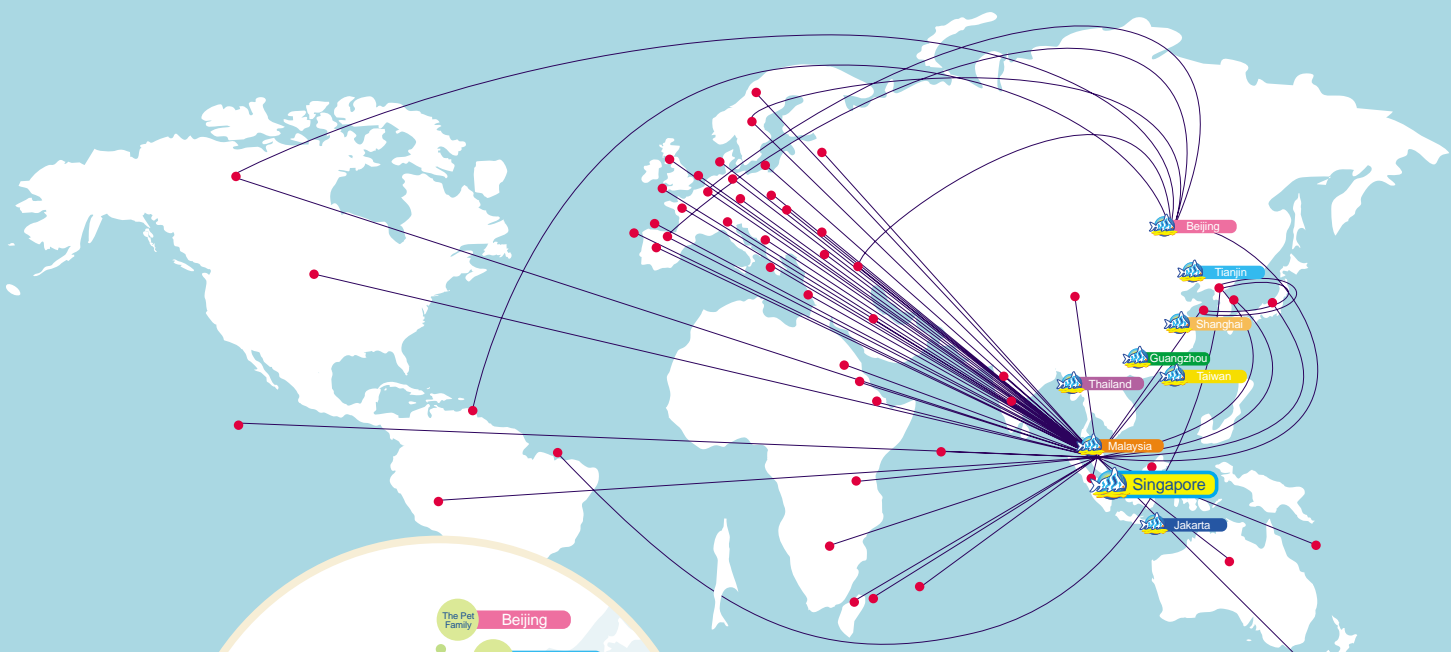 Beijing
Tianjin
Shanghai
Guangzhou
Taiwan
Thailand
Malaysia
Singapore
Jakarta
The Pet
Family
Beijing